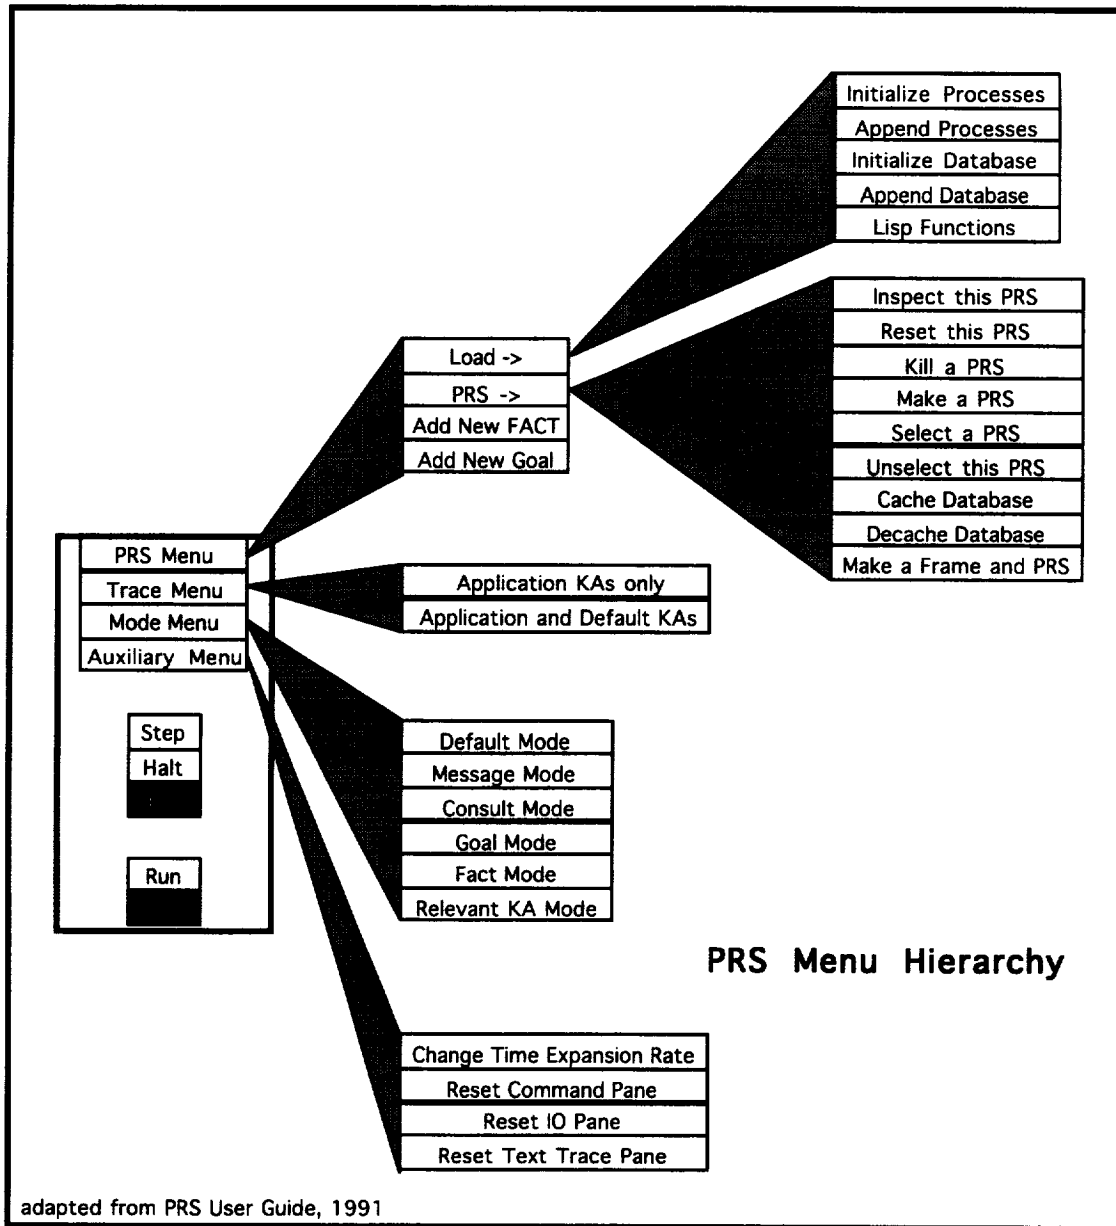 Initialize Processes
Append Processes
Initialize Database
Append Database
Lisp Functions
Inspect this PRS
Reset this PRS
Kill a PRS
Make a PRS
Select a PRS
Unselect this PRS
Cache Database
Decache Database
Make a Frame and PRS
Load ->
PRS ->
Add New FACT
Add New Goal
PRS Menu
Trace Menu
Mode Menu
Auxiliary Menu
Step
Halt
Run
Application KAs only
Application and Default KAs
Default Mode
Message Mode
Consult Mode
Goal Mode
Fact Mode
Relevant KA Mode
PRS Menu Hierarchy
Change Time Expansion Rate
Reset Command Pane
Reset IO Pane
Reset Text Trace Pane
adapted from PRS User Guide, 1991